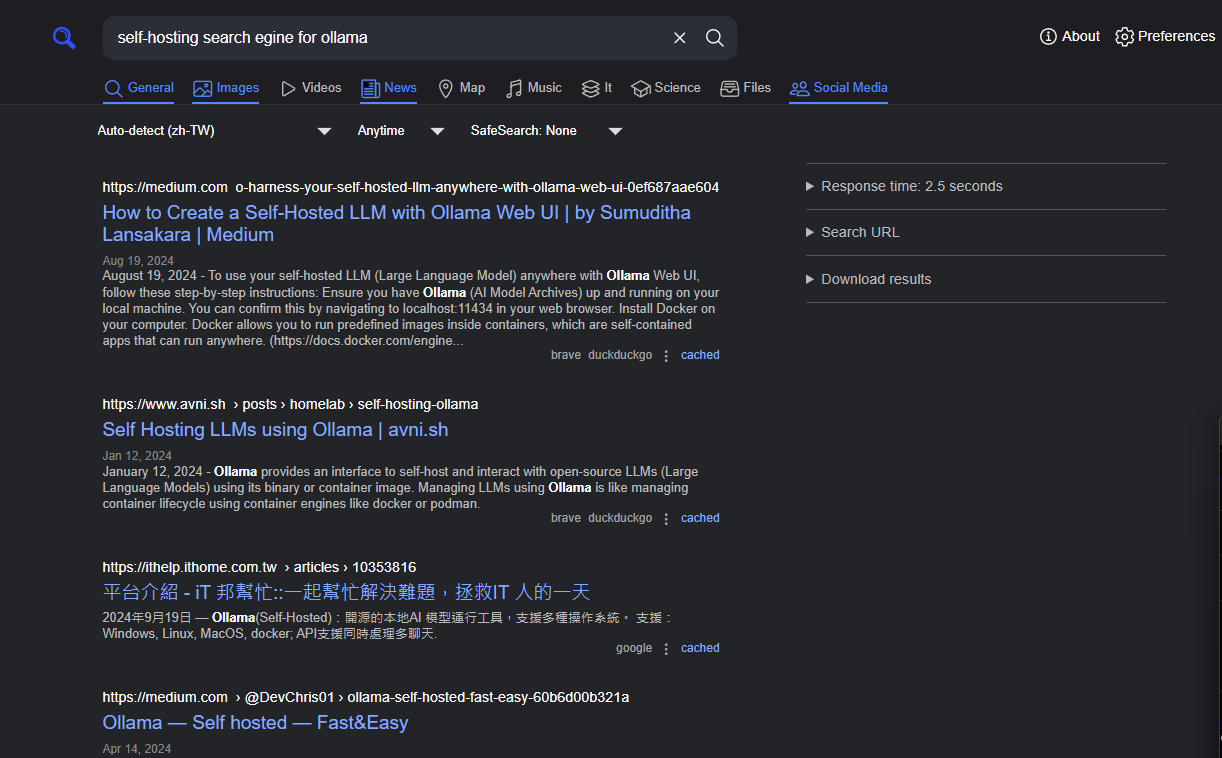 self-hosting search egine for ollama
About
Preferences
General Images Videos News Map Music It Science Files Social Media
Auto-detect (zh-TW) Anytime SafeSearch: None
https://medium.com o-harness-your-self-hosted-llm-anywhere-with-ollama-web-ui-0ef687aae604
How to Create a Self-Hosted LLM with Ollama Web UI | by Sumuditha
Lansakara | Medium
Aug 19, 2024
August 19, 2024 - To use your self-hosted LLM (Large Language Model) anywhere with Ollama Web UI,
follow these step-by-step instructions: Ensure you have Ollama (AI Model Archives) up and running on your
local machine. You can confirm this by navigating to localhost:11434 in your web browser. Install Docker on
your computer. Docker allows you to run predefined images inside containers, which are self-contained
apps that can run anywhere. (https://docs.docker.com/engine...
brave duckduckgo ⋮ cached
https://www.avni.sh › posts › homelab › self-hosting-ollama
Self Hosting LLMs using Ollama | avni.sh
Jan 12, 2024
January 12, 2024 - Ollama provides an interface to self-host and interact with open-source LLMs (Large
Language Models) using its binary or container image. Managing LLMs using Ollama is like managing
container lifecycle using container engines like docker or podman.
brave duckduckgo ⋮ cached
https://ithelp.ithome.com.tw › articles › 10353816
平台介紹 - iT 邦幫忙::一起幫忙解決難題，拯救IT 人的一天
2024年9月19日 — Ollama(Self-Hosted)：開源的本地AI 模型運行工具，支援多種操作系統。 支援：
Windows, Linux, MacOS, docker; API支援同時處理多聊天.
google ⋮ cached
https://medium.com › @DevChris01 › ollama-self-hosted-fast-easy-60b6d00b321a
Ollama — Self hosted — Fast&Easy
Apr 14, 2024
Response time: 2.5 seconds
Search URL
Download results